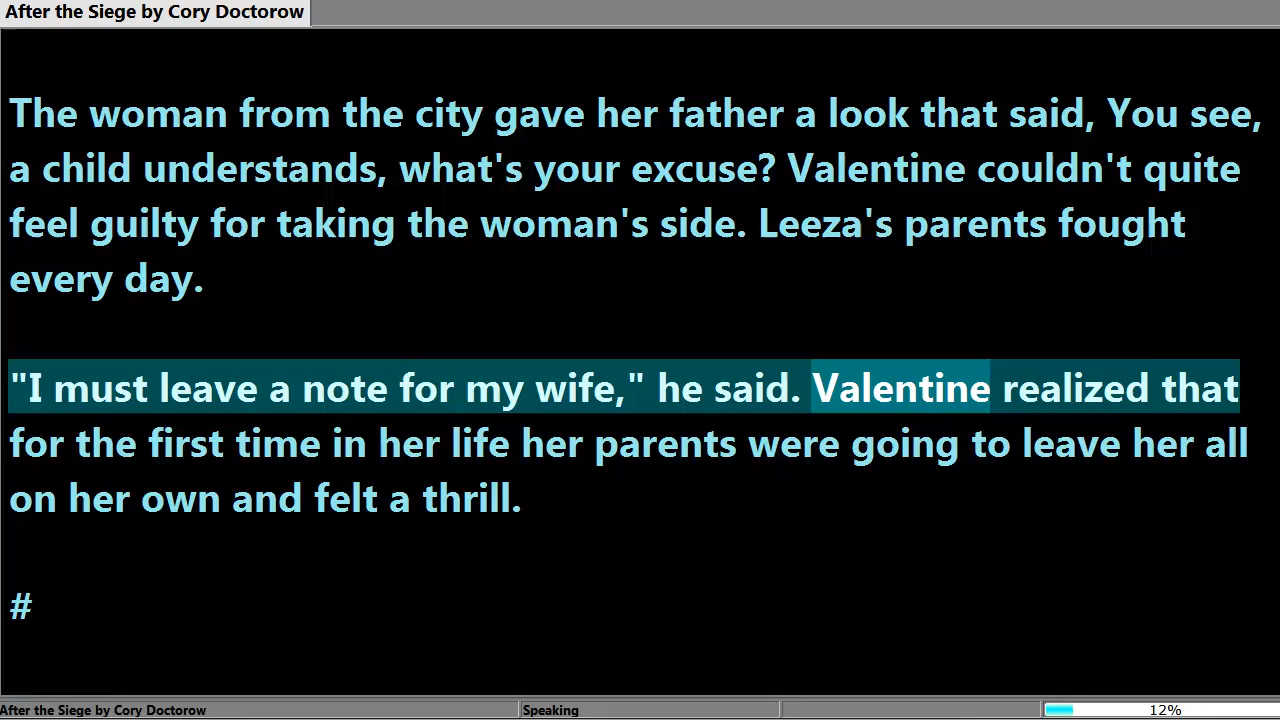 After the Siege by Cory Doctorow
The woman from the city gave her father a look that said, You see,
a child understands, what's your excuse? Valentine couldn't quite
feel guilty for taking the woman's side. Leeza's parents fought
every day.
"I must leave a note for my wife," he said. Valentine realized that
for the first time in her life her parents were going to leave her all
on her own and felt a thrill.
#
After the Siege by Cory Doctorow
Speaking
12%